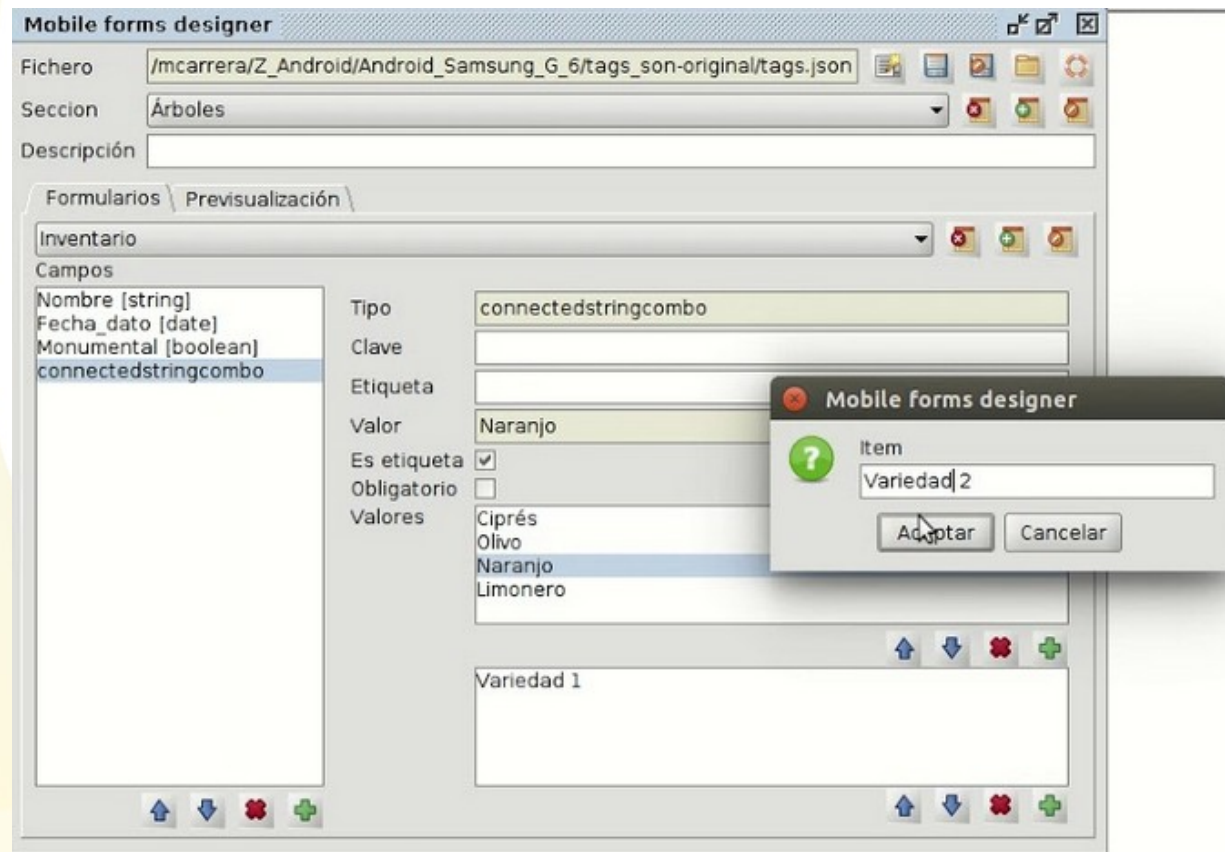 Mobile forms designer
Fichero /mcarrera/Z_Android/Android_Samsung_G_6/tags_son-original/tags.json
Seccion Árboles
Descripción
Formularios Previsualización
Inventario
Campos
Nombre [string]
Fecha_dato [date]
Monumental [boolean]
connectedstringcombo
Tipo connectedstringcombo
Clave
Etiqueta
Valor Naranjo
Es etiqueta
Obligatorio
Valores Ciprés
Olivo
Naranjo
Limonero
Variedad 1
Mobile forms designer
Item
Variedad 2
Aceptar Cancelar